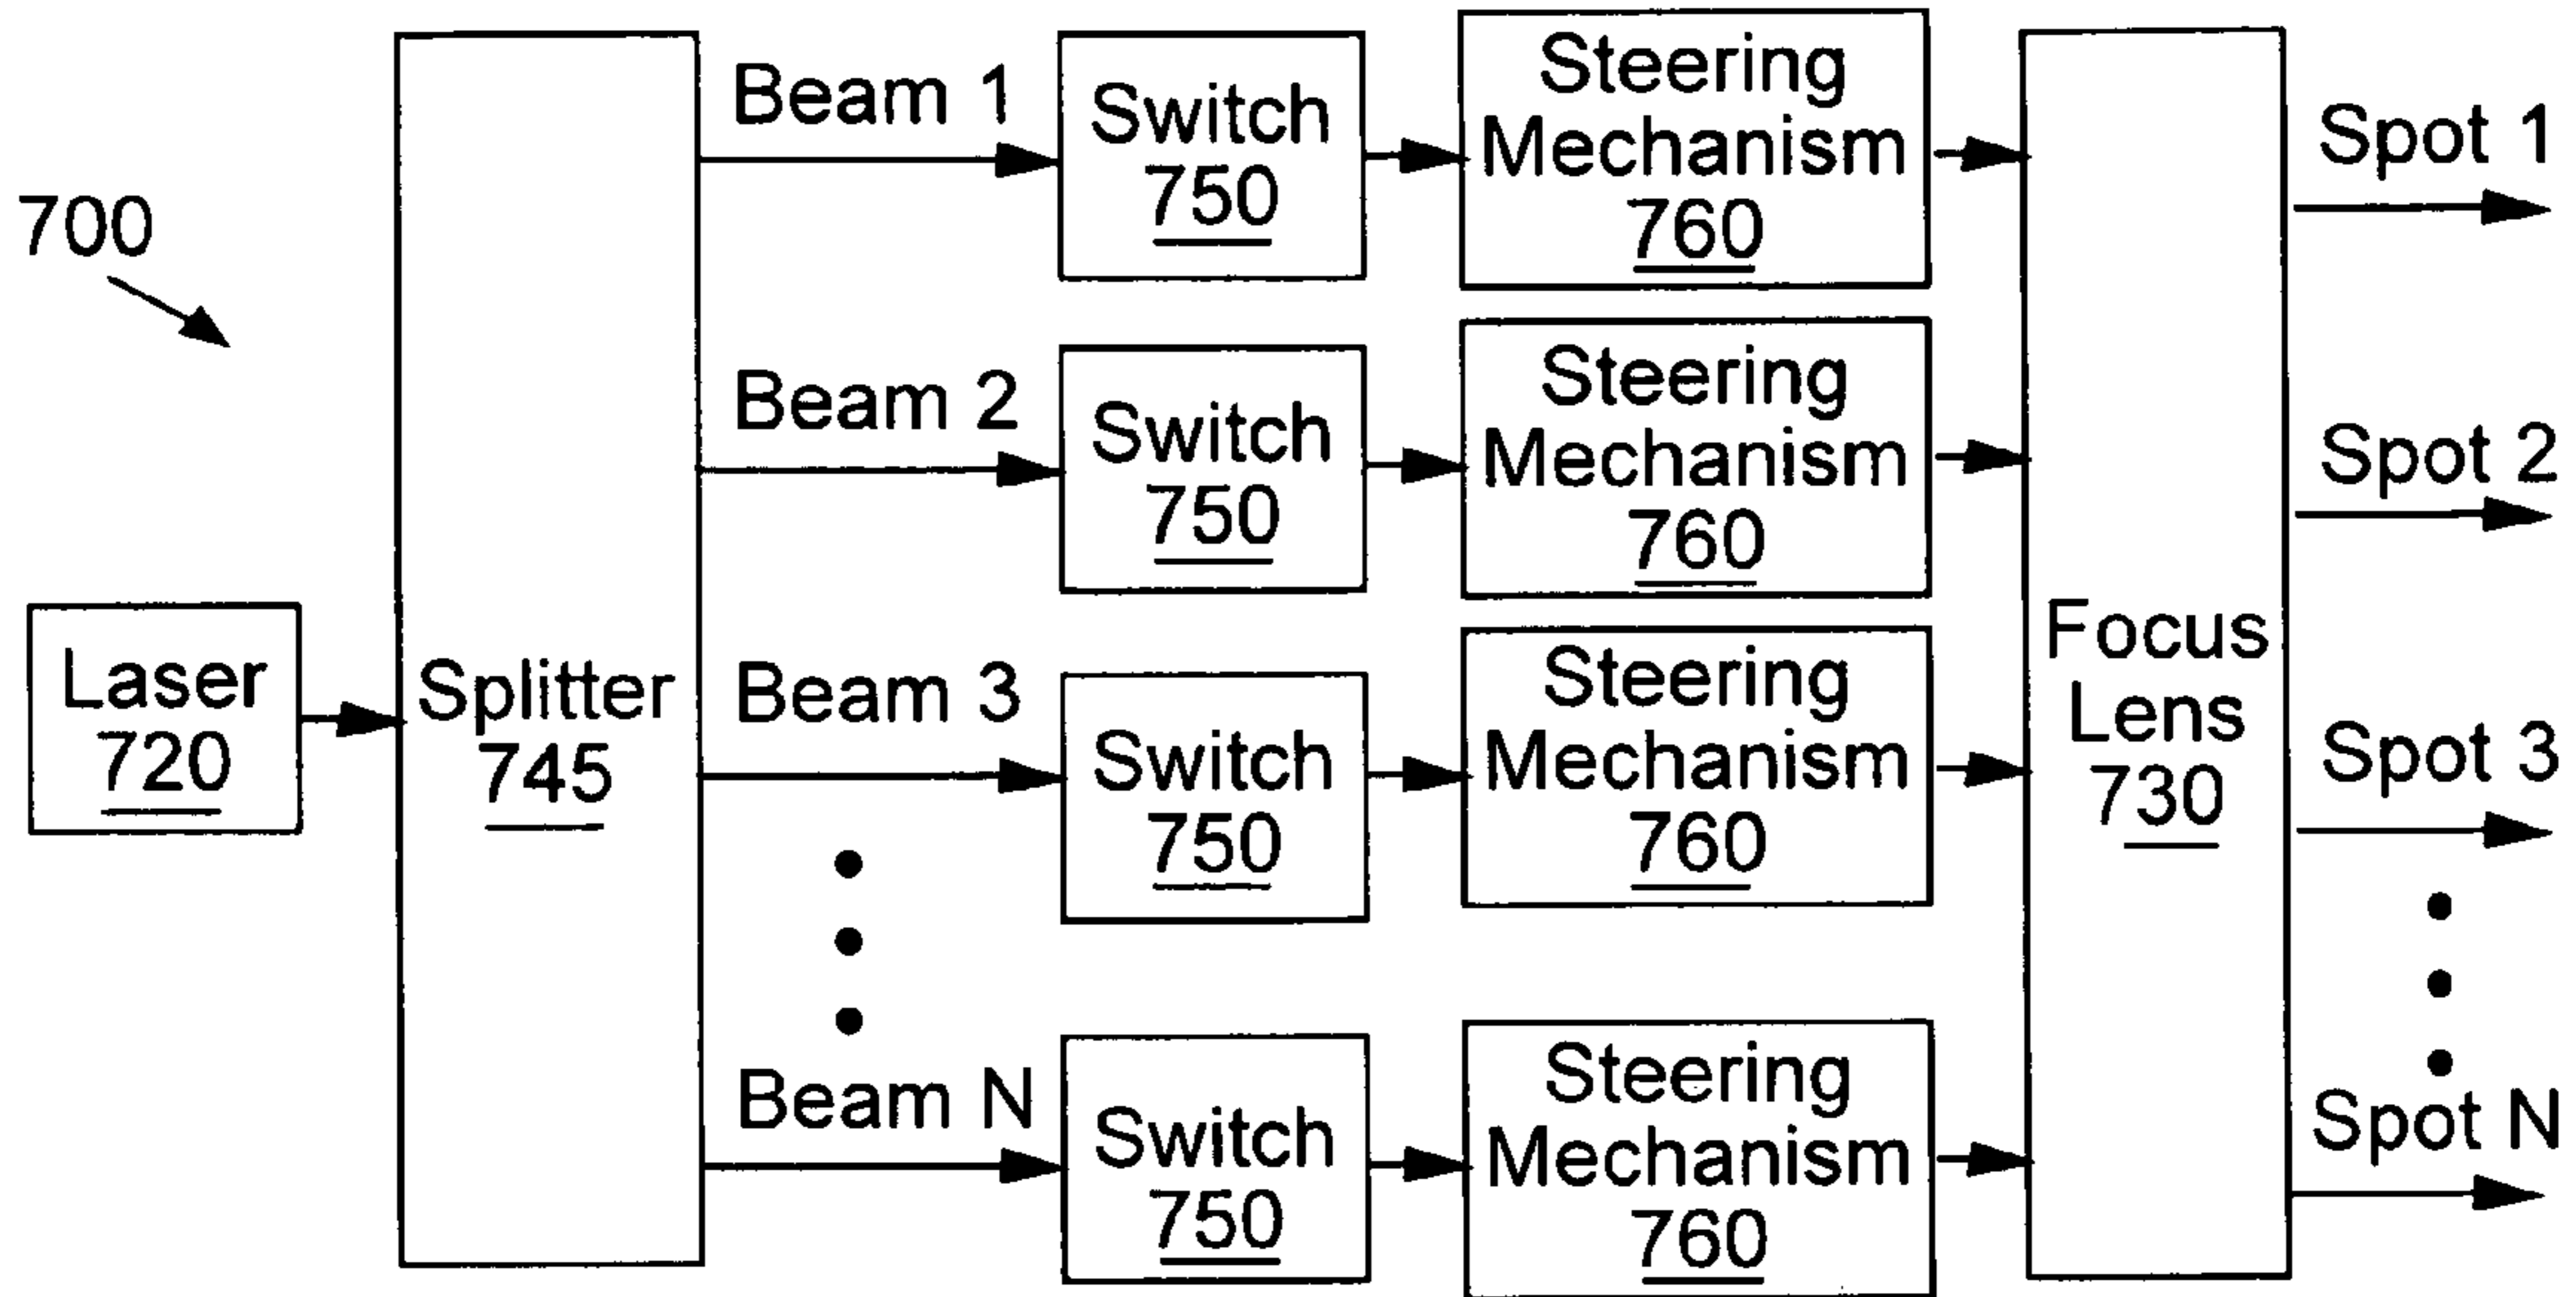 700
Laser
720
Splitter
745
Beam 1
Switch
750
Steering
Mechanism
760
Beam 2
Switch
750
Steering
Mechanism
760
Beam 3
Switch
750
Steering
Mechanism
760
Beam N
Switch
750
Steering
Mechanism
760
Focus
Lens
730
Spot 1
Spot 2
Spot 3
Spot N